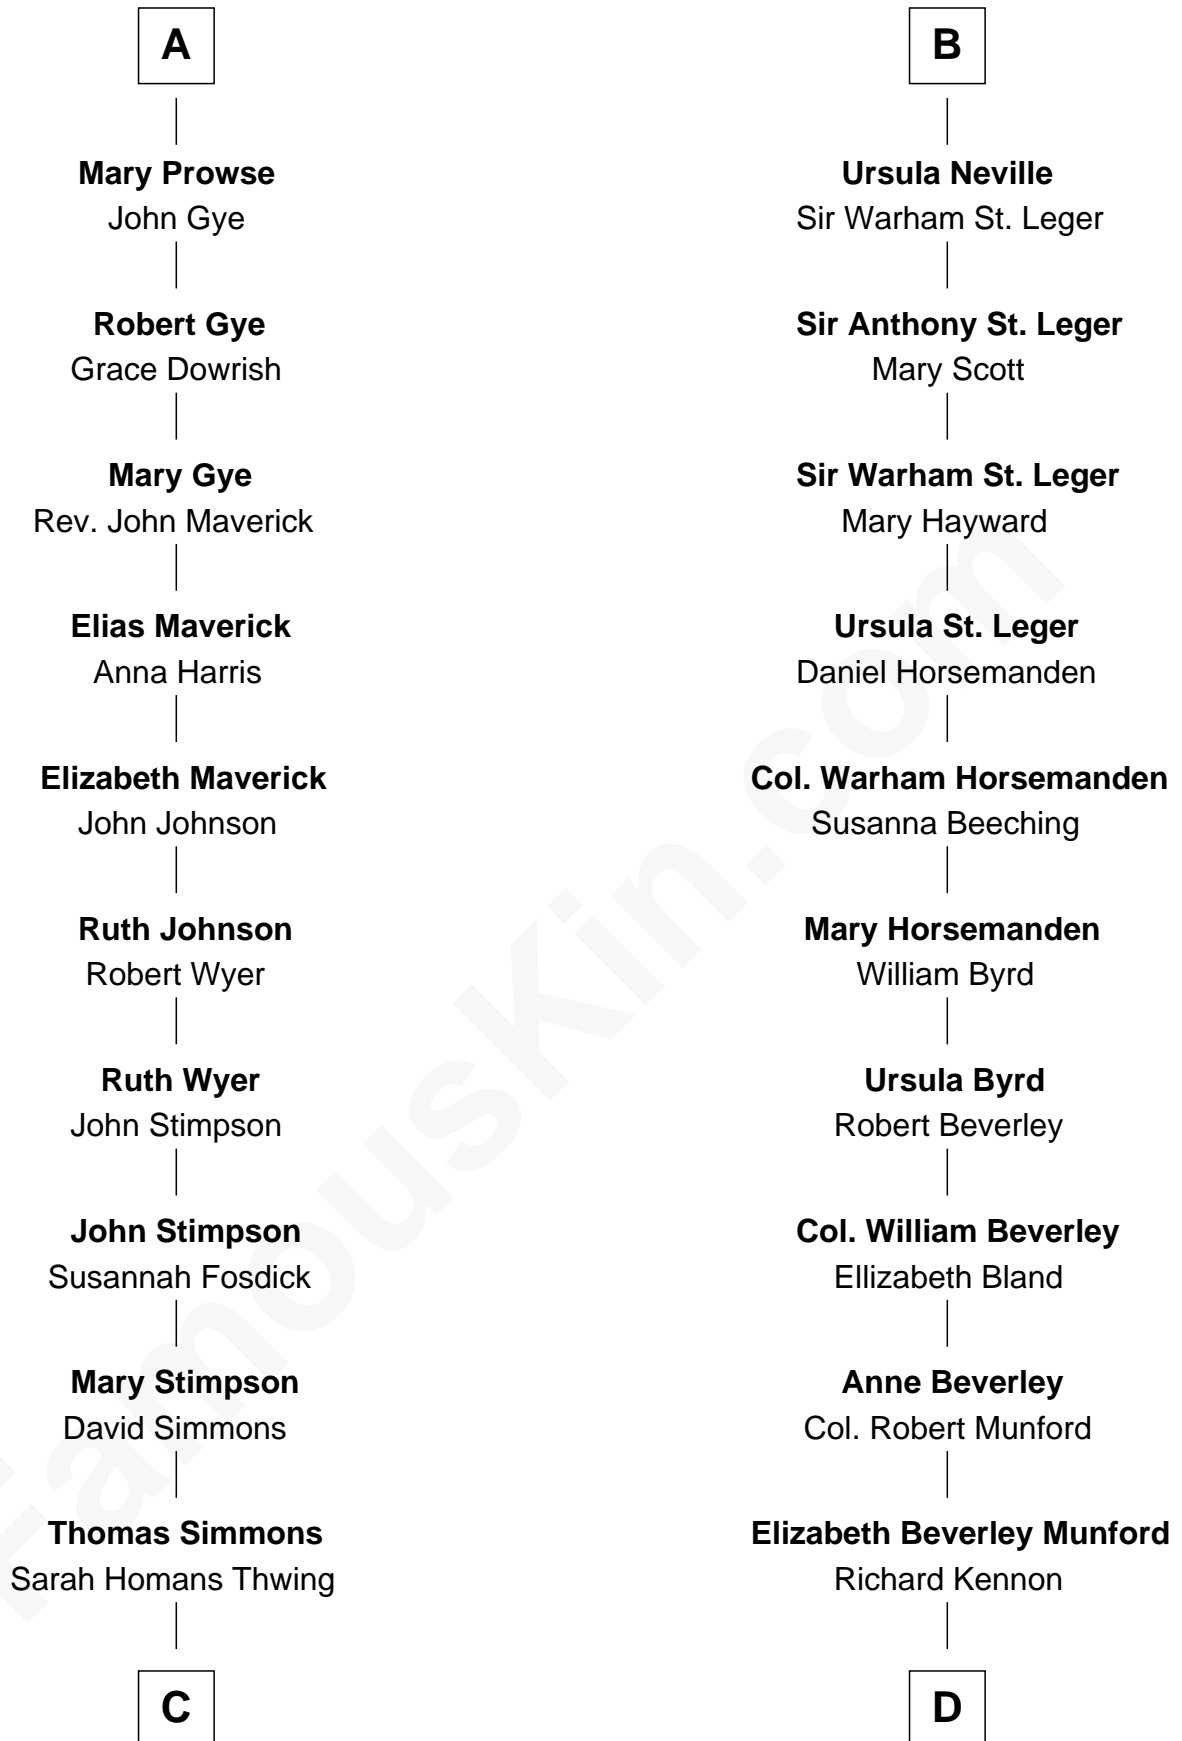 A
Mary Prowse
John Gye
Robert Gye
Grace Dowrish
Mary Gye
Rev. John Maverick
Elias Maverick
Anna Harris
Elizabeth Maverick
John Johnson
Ruth Johnson
Robert Wyer
Ruth Wyer
John Stimpson
John Stimpson
Susannah Fosdick
Mary Stimpson
David Simmons
Thomas Simmons
Sarah Homans Thwing
C
B
Ursula Neville
Sir Warham St. Leger
Sir Anthony St. Leger
Mary Scott
Sir Warham St. Leger
Mary Hayward
Ursula St. Leger
Daniel Horsemanden
Col. Warham Horsemanden
Susanna Beeching
Mary Horsemanden
William Byrd
Ursula Byrd
Robert Beverley
Col. William Beverley
Ellizabeth Bland
Anne Beverley
Col. Robert Munford
Elizabeth Beverley Munford
Richard Kennon
D
FamousKin.com